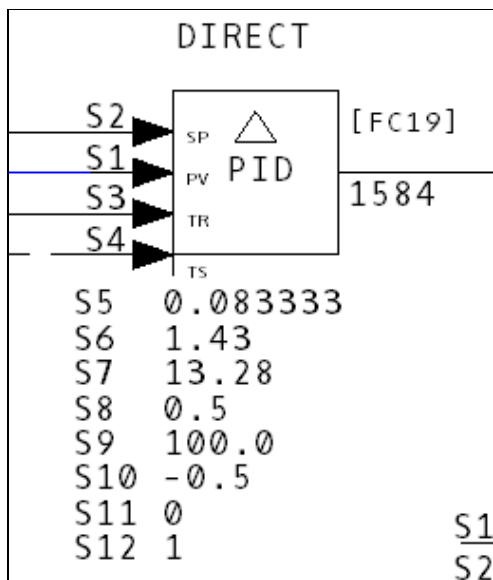 DIRECT
S2 SP △ [FC19]
S1 PV PID
S3 TR 1584
S4 TS
S5 0.083333
S6 1.43
S7 13.28
S8 0.5
S9 100.0
S10 -0.5
S11 0
S12 1
S1
S2